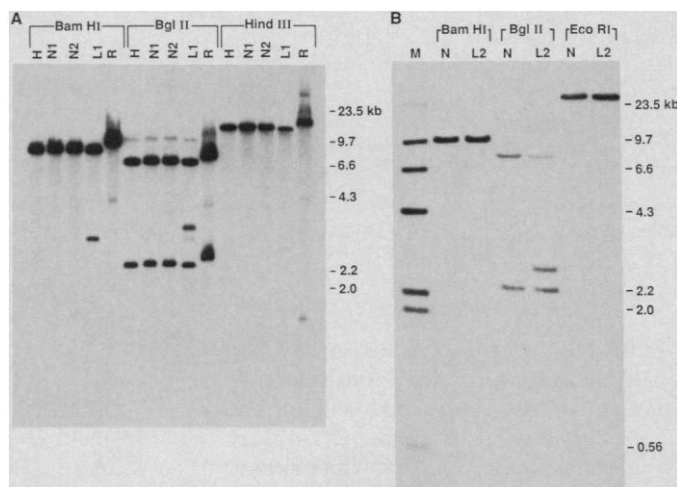 A
Bam HI Bgl II Hind III
H N1 N2 L1 R H N1 N2 L1 R H N1 N2 L1 R
- 23.5 kb
- 9.7
- 6.6
- 4.3
- 2.2
- 2.0
B
Bam HI Bgl II Eco RI
M N L2 N L2 N L2
- 23.5 kb
- 9.7
- 6.6
- 4.3
- 2.2
- 2.0
- 0.56